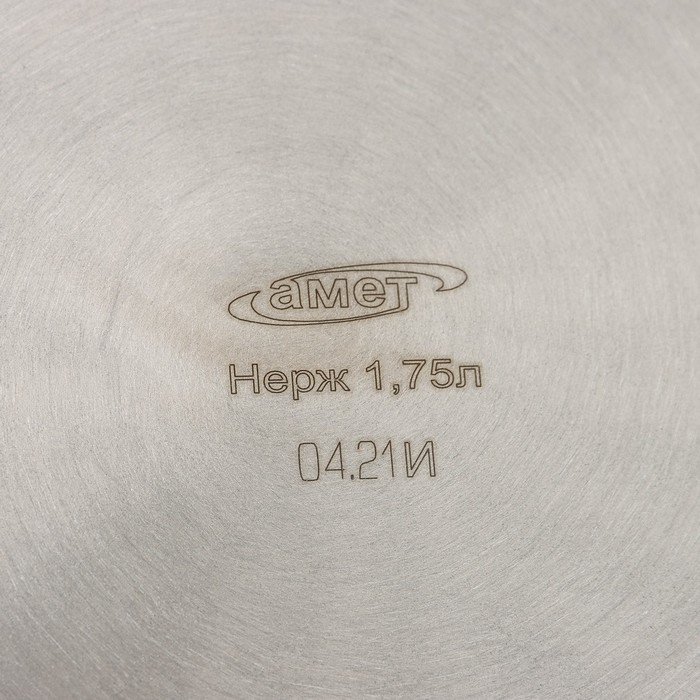 амет
Нерж 1,75л
04.21И